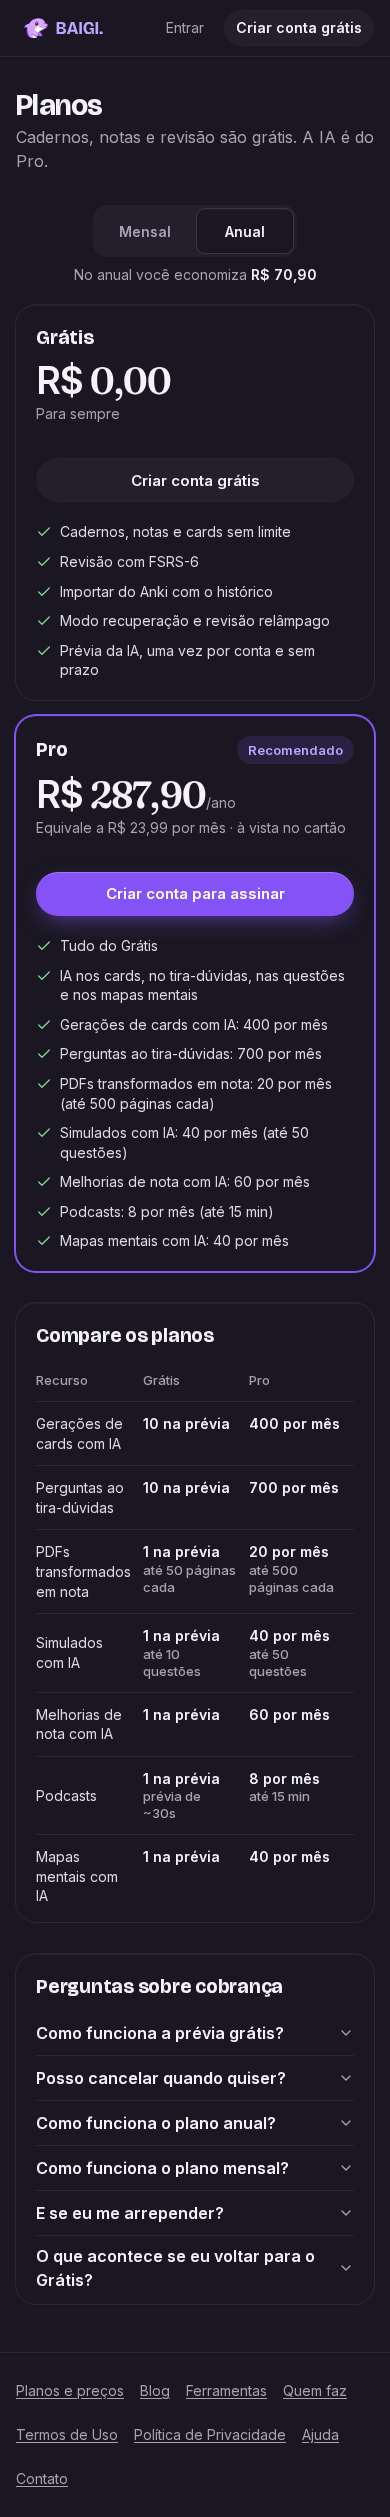 BAIGI.
Entrar
Criar conta grátis
Planos
Cadernos, notas e revisão são grátis. A IA é do
Pro.
Mensal
Anual
No anual você economiza R$ 70,90
Grátis
R$ 0,00
Para sempre
Criar conta grátis
Cadernos, notas e cards sem limite
Revisão com FSRS-6
Importar do Anki com o histórico
Modo recuperação e revisão relâmpago
Prévia da IA, uma vez por conta e sem
prazo
Pro
Recomendado
R$ 287,90/ano
Equivale a R$ 23,99 por mês · à vista no cartão
Criar conta para assinar
Tudo do Grátis
IA nos cards, no tira-dúvidas, nas questões
e nos mapas mentais
Gerações de cards com IA: 400 por mês
Perguntas ao tira-dúvidas: 700 por mês
PDFs transformados em nota: 20 por mês
(até 500 páginas cada)
Simulados com IA: 40 por mês (até 50
questões)
Melhorias de nota com IA: 60 por mês
Podcasts: 8 por mês (até 15 min)
Mapas mentais com IA: 40 por mês
Compare os planos
Recurso
Grátis
Pro
Gerações de
cards com IA
10 na prévia
400 por mês
Perguntas ao
tira-dúvidas
10 na prévia
700 por mês
PDFs
transformados
em nota
1 na prévia
até 50 páginas
cada
20 por mês
até 500
páginas cada
Simulados
com IA
1 na prévia
até 10
questões
40 por mês
até 50
questões
Melhorias de
nota com IA
1 na prévia
60 por mês
Podcasts
1 na prévia
prévia de
~30s
8 por mês
até 15 min
Mapas
mentais com
IA
1 na prévia
40 por mês
Perguntas sobre cobrança
Como funciona a prévia grátis?
Posso cancelar quando quiser?
Como funciona o plano anual?
Como funciona o plano mensal?
E se eu me arrepender?
O que acontece se eu voltar para o
Grátis?
Planos e preços
Blog
Ferramentas
Quem faz
Termos de Uso
Política de Privacidade
Ajuda
Contato